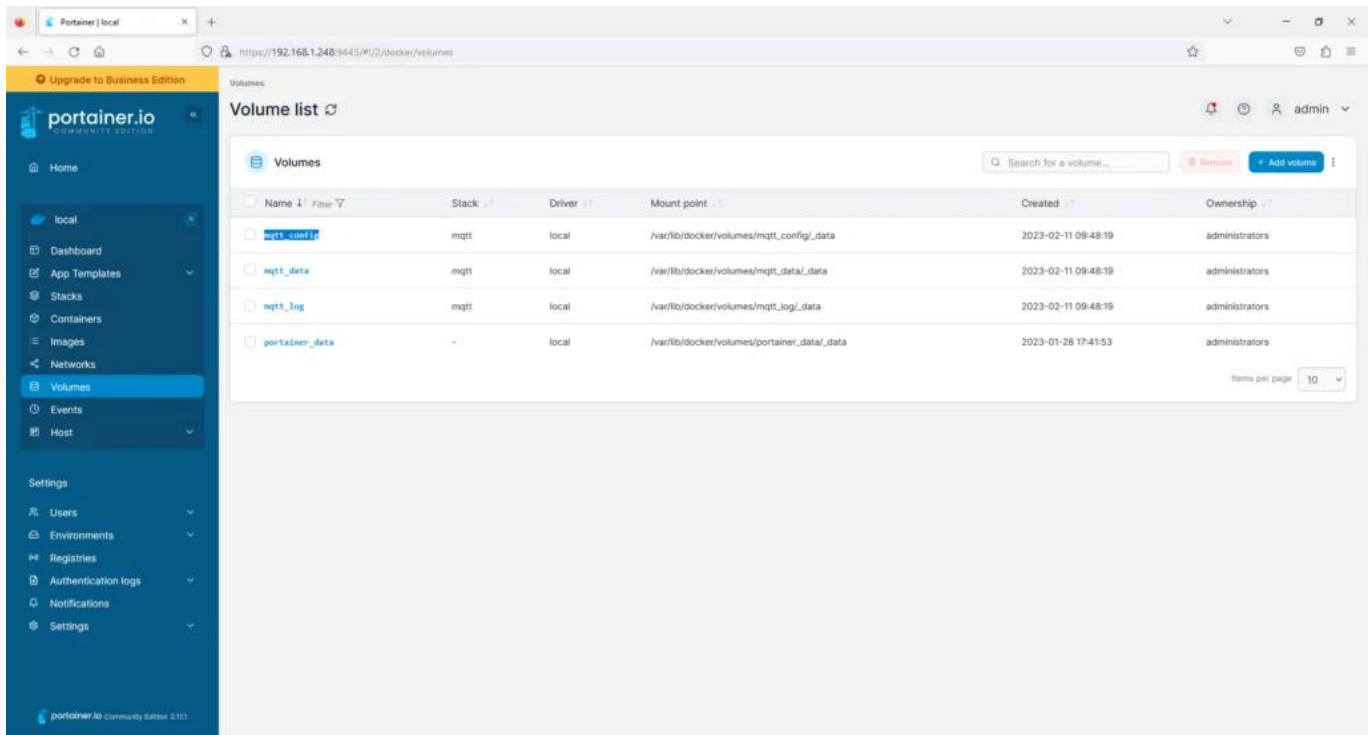 Portainer | local
https://192.168.1.248:9443/#!/2/docker/volumes
Upgrade to Business Edition
portainer.io
COMMUNITY EDITION
Home
local
Dashboard
App Templates
Stacks
Containers
Images
Networks
Volumes
Events
Host
Settings
Users
Environments
Registries
Authentication logs
Notifications
Settings
portainer.io Community Edition
Volumes
Volume list
admin
Volumes
Search for a volume...
Remove
+ Add volume
Name Filter Stack Driver Mount point Created Ownership
mqtt_config mqtt local /var/lib/docker/volumes/mqtt_config/_data 2023-02-11 09:48:19 administrators
mqtt_data mqtt local /var/lib/docker/volumes/mqtt_data/_data 2023-02-11 09:48:19 administrators
mqtt_log mqtt local /var/lib/docker/volumes/mqtt_log/_data 2023-02-11 09:48:19 administrators
portainer_data - local /var/lib/docker/volumes/portainer_data/_data 2023-01-28 17:41:53 administrators
Items per page 10